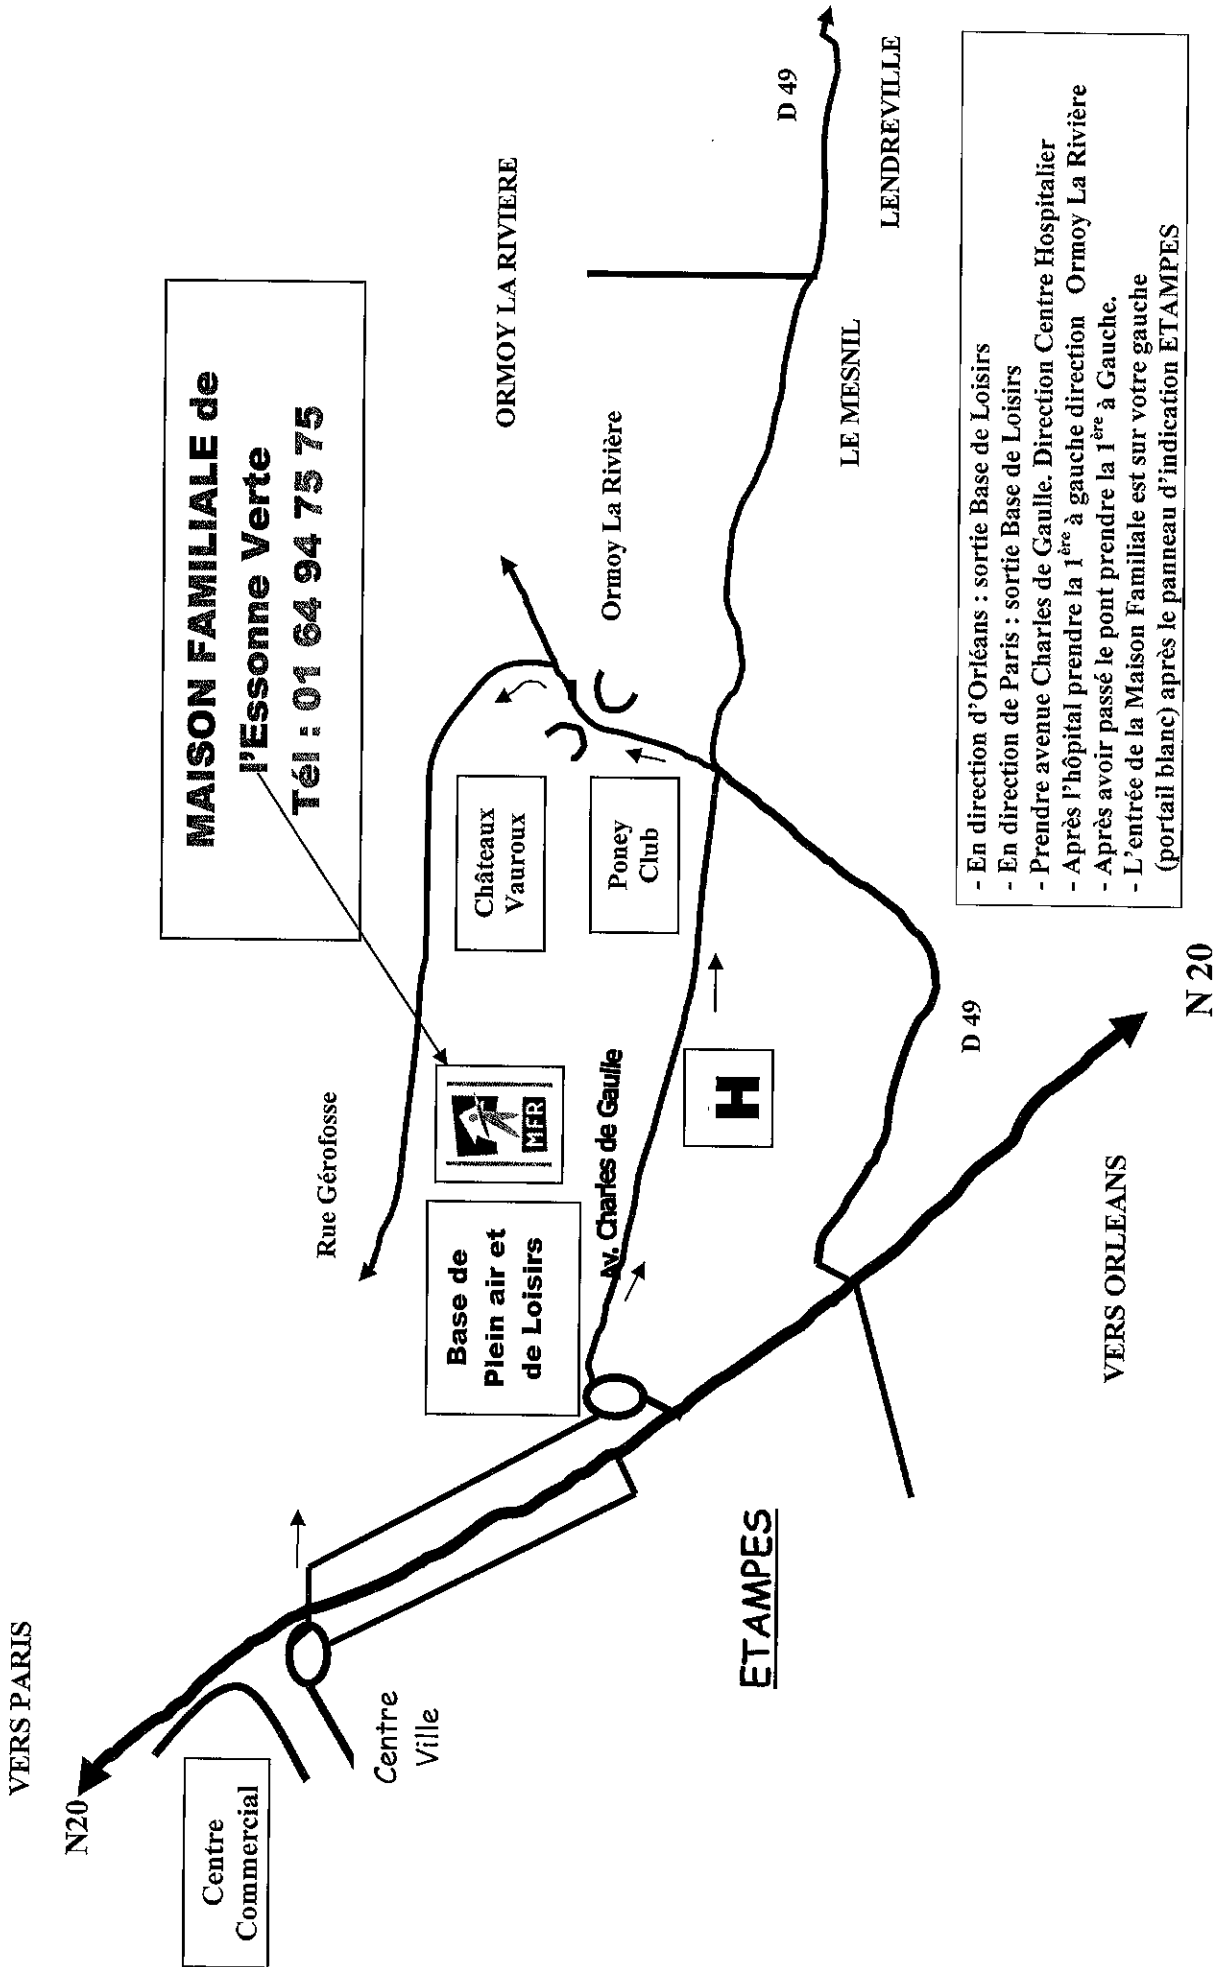 VERS PARIS
N20
Centre
Commercial
Centre
Ville
MAISON FAMILIALE de
l'Essonne Verte
Tél : 01 64 94 75 75
Rue Gérofosse
Base de
Plein air et
de Loisirs
MFR
Châteaux
Vauroux
Poney
Club
ORMOY LA RIVIERE
Ormoy La Rivière
Av. Charles de Gaulle
H
D 49
LE MESNIL
LENDREVILLE
ETAMPES
D 49
VERS ORLEANS
N 20
- En direction d'Orléans : sortie Base de Loisirs
- En direction de Paris : sortie Base de Loisirs
- Prendre avenue Charles de Gaulle. Direction Centre Hospitalier
- Après l'hôpital prendre la 1ère à gauche direction Ormoy La Rivière
- Après avoir passé le pont prendre la 1ère à Gauche.
- L'entrée de la Maison Familiale est sur votre gauche
(portail blanc) après le panneau d'indication ETAMPES